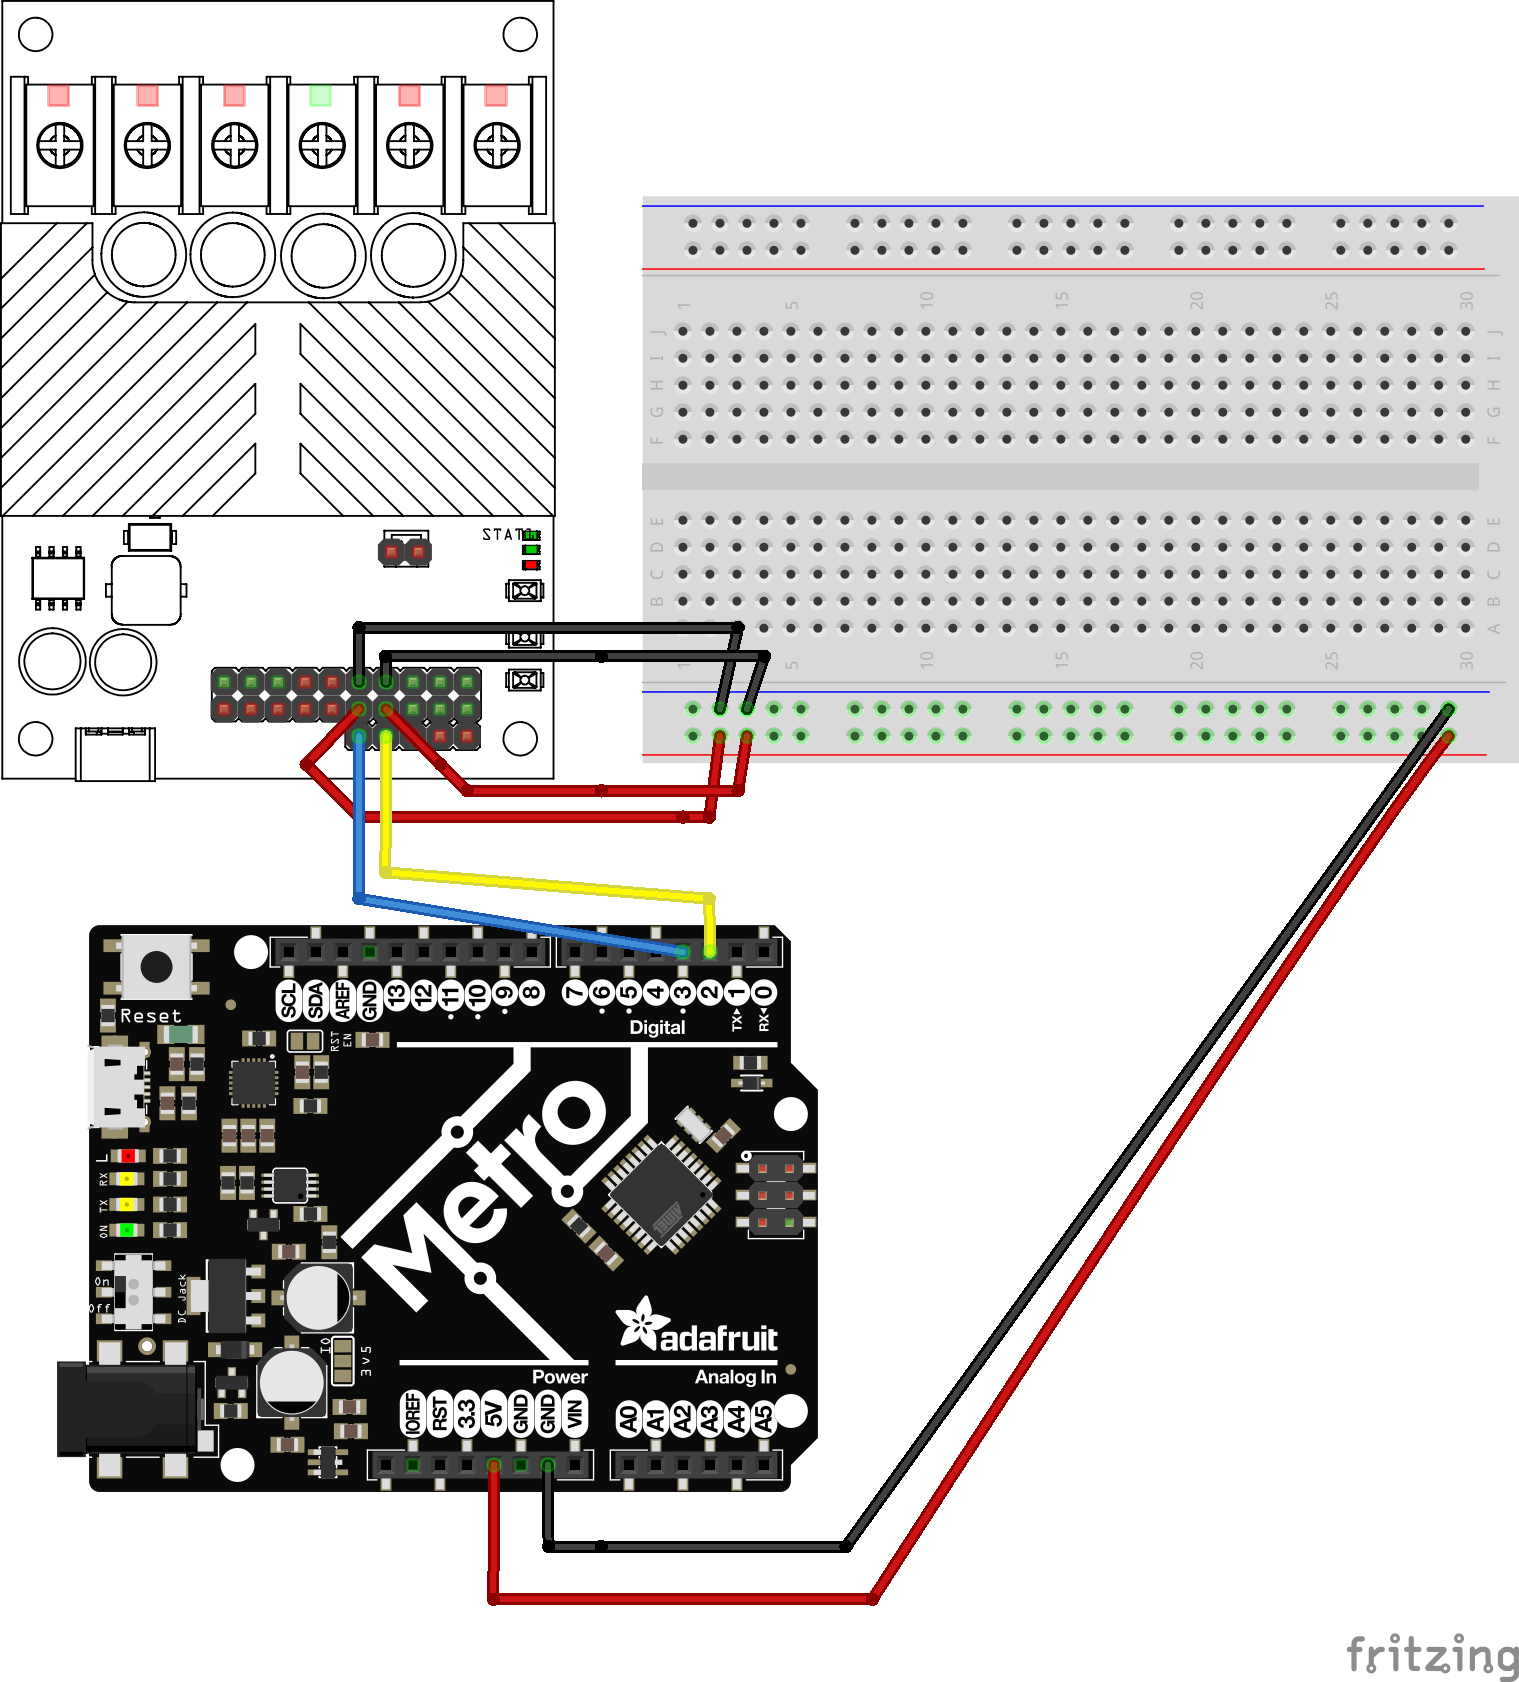 1 5 10 15 20 25 30
J J
I I
H H
G G
F F
E E
D D
C C
B B
A A
1 5 10 15 20 25 30
SCL SDA AREF GND 13 12 11 10 9 8 7 6 5 4 3 2 1 0
TX RX
Digital
Reset
RST
EN
L
RX
TX
ON
On
Off
DC Jack
IO
3v5
Metro
ATMEL
adafruit
Power
Analog In
IOREF RST 3.3 5V GND GND VIN A0 A1 A2 A3 A4 A5
fritzing